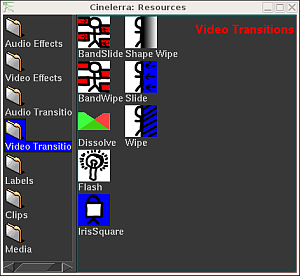 Cinelerra: Resources
Audio Effects
Video Effects
Audio Transitio
Video Transitio
Labels
Clips
Media
Video Transitions
BandSlide
Shape Wipe
BandWipe
Slide
Dissolve
Wipe
Flash
IrisSquare